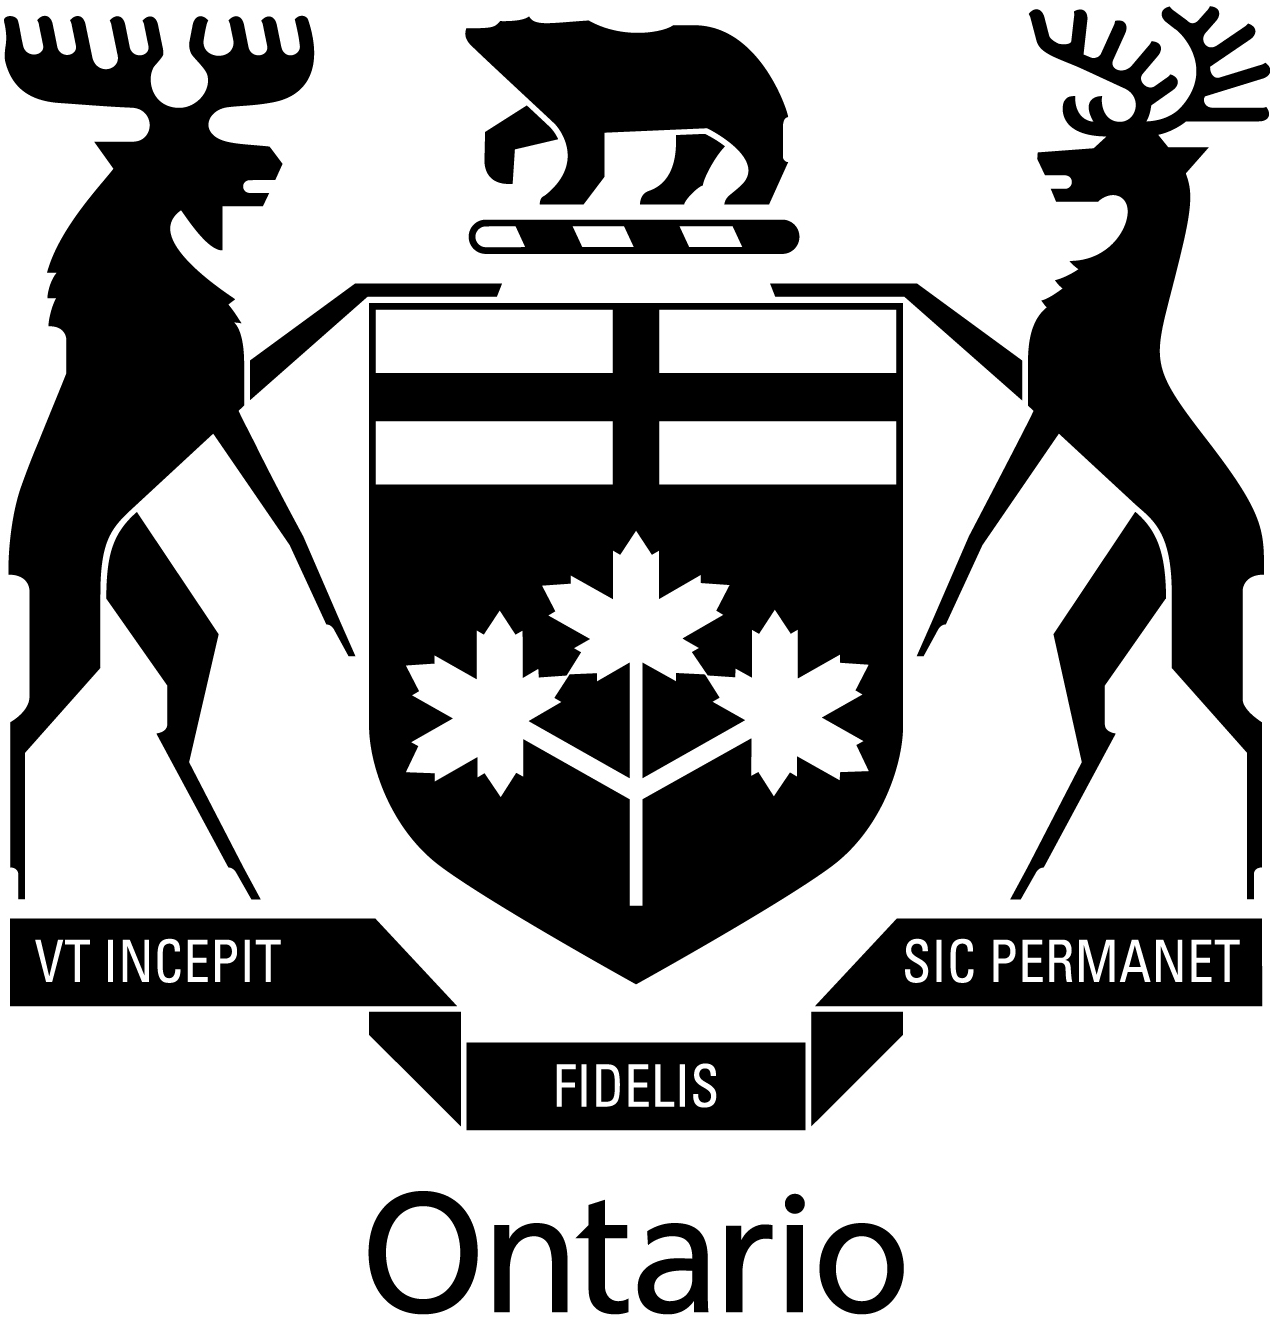 VT INCEPIT
FIDELIS
SIC PERMANET
Ontario